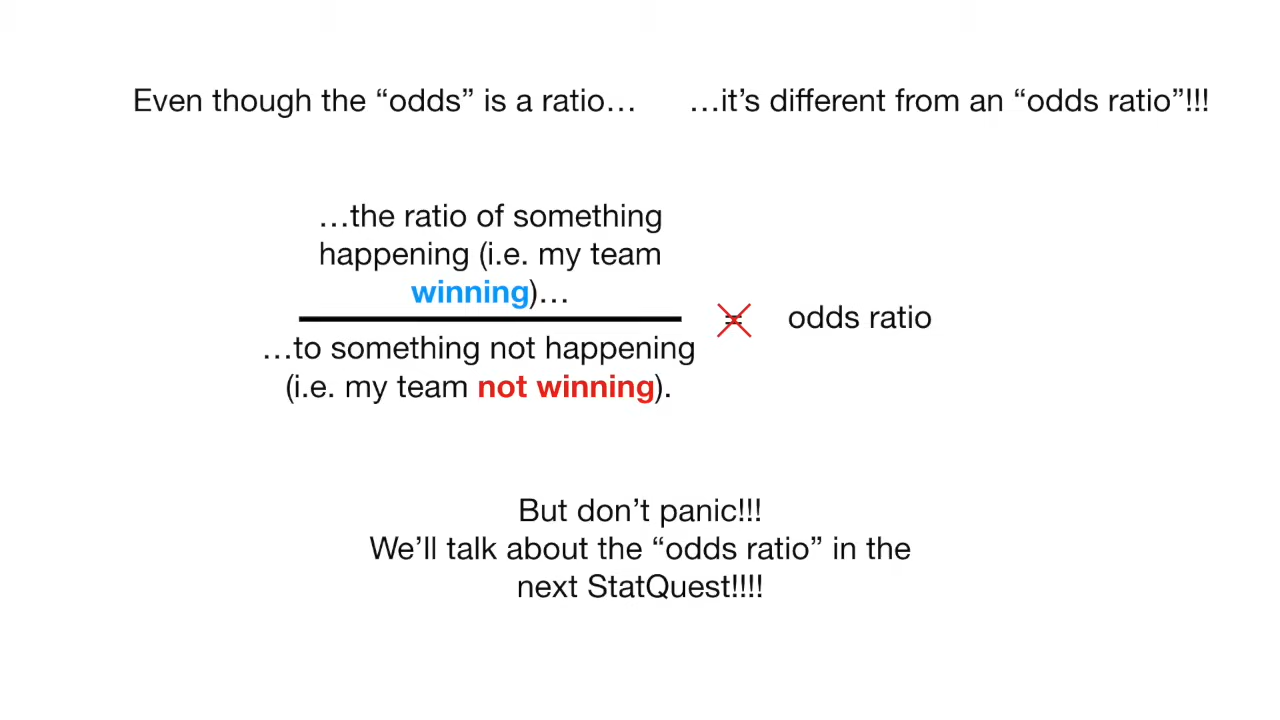 Even though the “odds” is a ratio… …it’s different from an “odds ratio”!!!
…the ratio of something
happening (i.e. my team
winning)…
…to something not happening
(i.e. my team not winning).
= odds ratio
But don’t panic!!!
We’ll talk about the “odds ratio” in the
next StatQuest!!!!